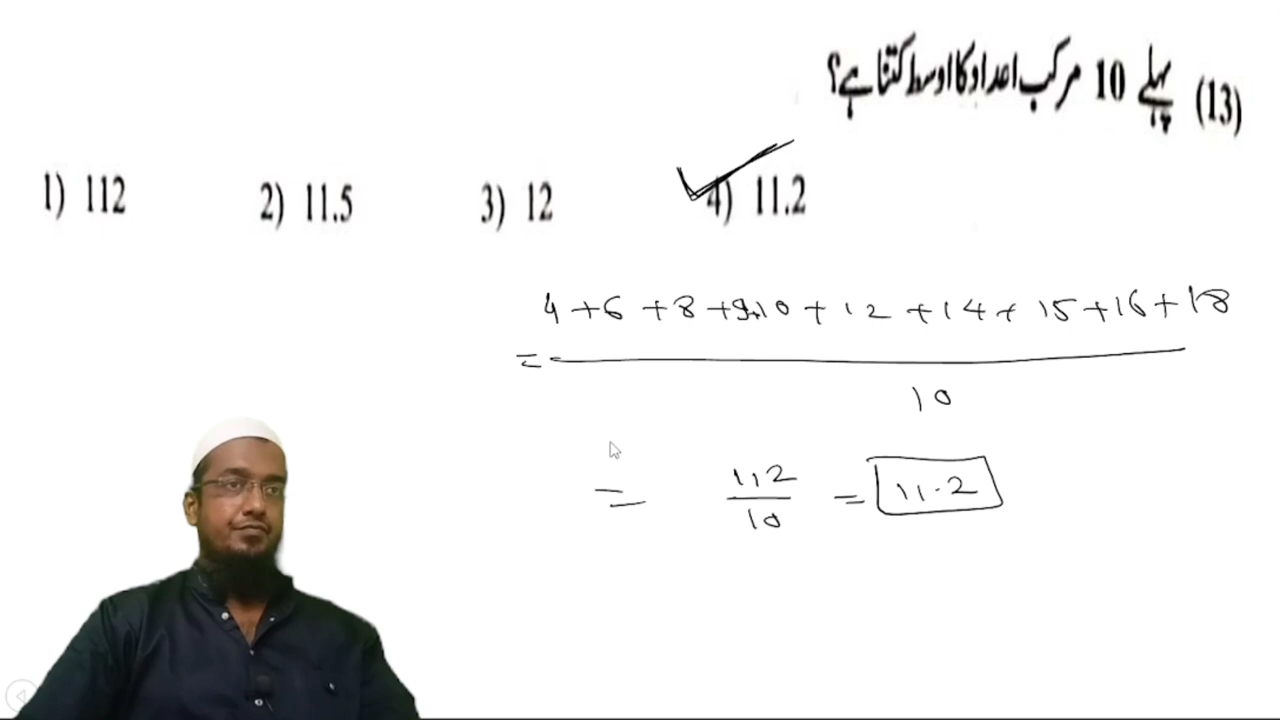 (13) پہلے 10 مرکب اعداد کا اوسط کتنا ہے؟
1) 112 2) 11.5 3) 12 4) 11.2
4+6+8+9+10+12+14+15+16+18
=
10
= 112/10 = 11.2